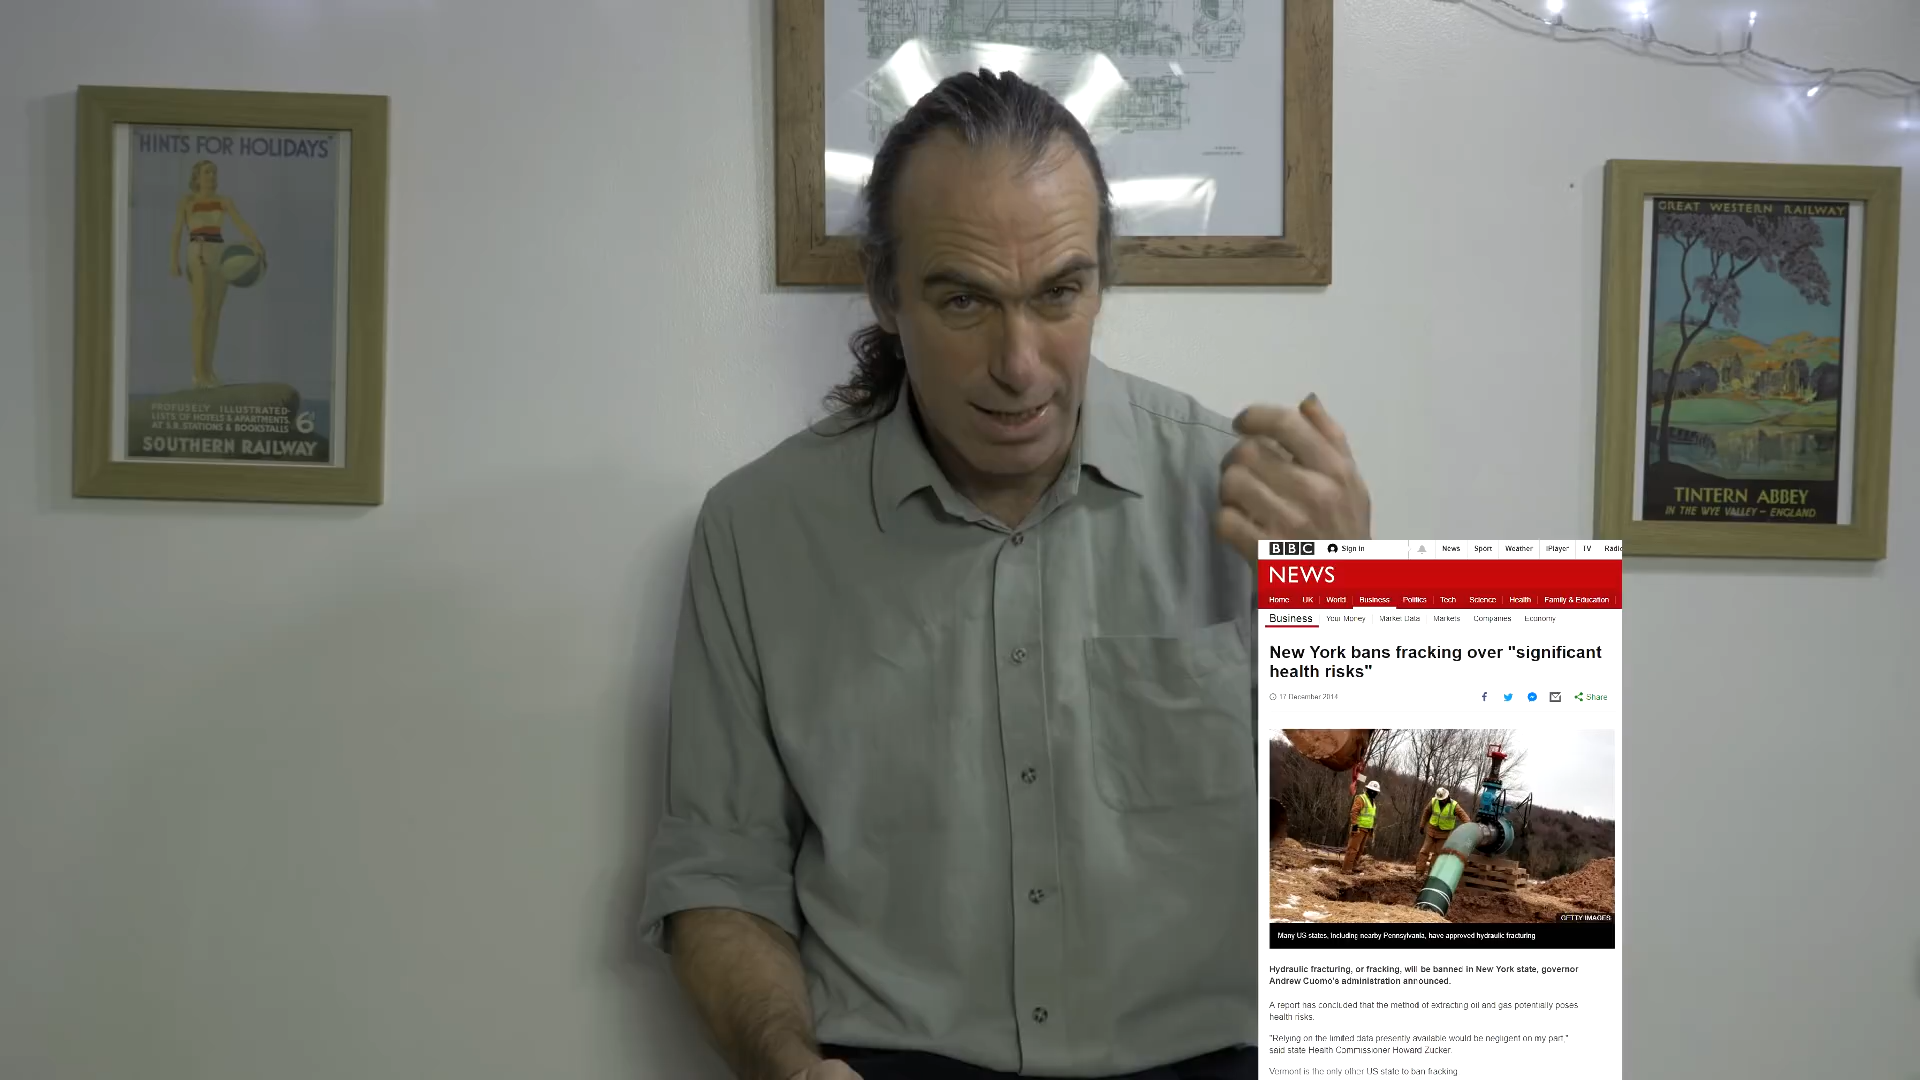 "HINTS FOR HOLIDAYS"
PROFUSELY ILLUSTRATED
LISTS OF HOTELS & APARTMENTS
AT S.R. STATIONS & BOOKSTALLS
6d
SOUTHERN RAILWAY
GREAT WESTERN RAILWAY
TINTERN ABBEY
IN THE WYE VALLEY - ENGLAND
BBC Sign in News Sport Weather iPlayer TV Radio
NEWS
Home UK World Business Politics Tech Science Health Family & Education
Business Your Money Market Data Markets Companies Economy
New York bans fracking over "significant
health risks"
17 December 2014 Share
GETTY IMAGES
Many US states, including nearby Pennsylvania, have approved hydraulic fracturing
Hydraulic fracturing, or fracking, will be banned in New York state, governor
Andrew Cuomo's administration announced.
A report has concluded that the method of extracting oil and gas potentially poses
health risks.
"Relying on the limited data presently available would be negligent on my part,"
said state Health Commissioner Howard Zucker.
Vermont is the only other US state to ban fracking